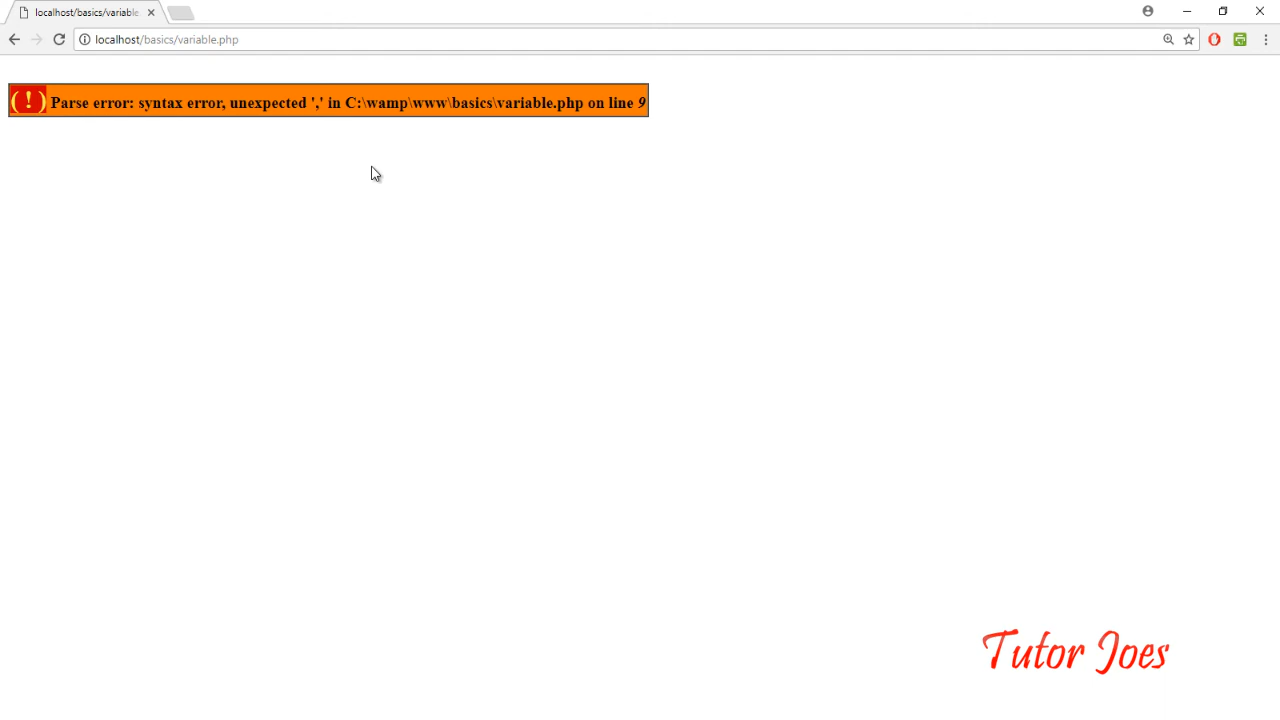 localhost/basics/variable
localhost/basics/variable.php
( ! ) Parse error: syntax error, unexpected ',' in C:\wamp\www\basics\variable.php on line 9
Tutor Joes